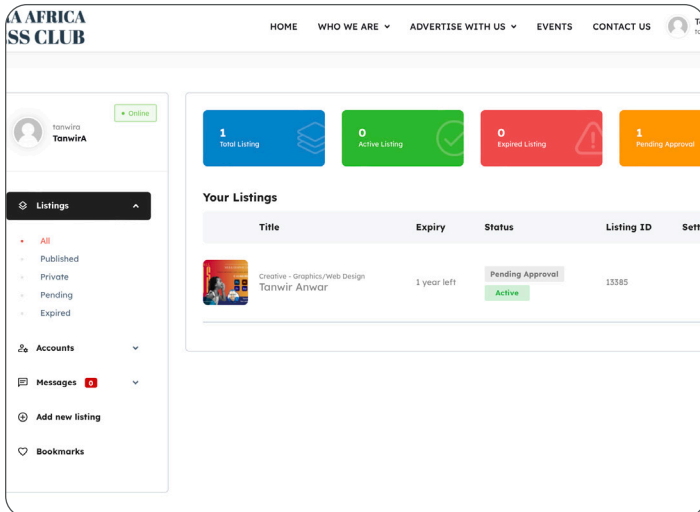 A AFRICA
SS CLUB
HOME WHO WE ARE ADVERTISE WITH US EVENTS CONTACT US
tanwira
TanwirA
• Online
Listings
All
Published
Private
Pending
Expired
Accounts
Messages 0
Add new listing
Bookmarks
1
Total Listing
0
Active Listing
0
Expired Listing
1
Pending Approval
Your Listings
Title Expiry Status Listing ID Sett
Creative - Graphics/Web Design
Tanwir Anwar
1 year left
Pending Approval
Active
13385